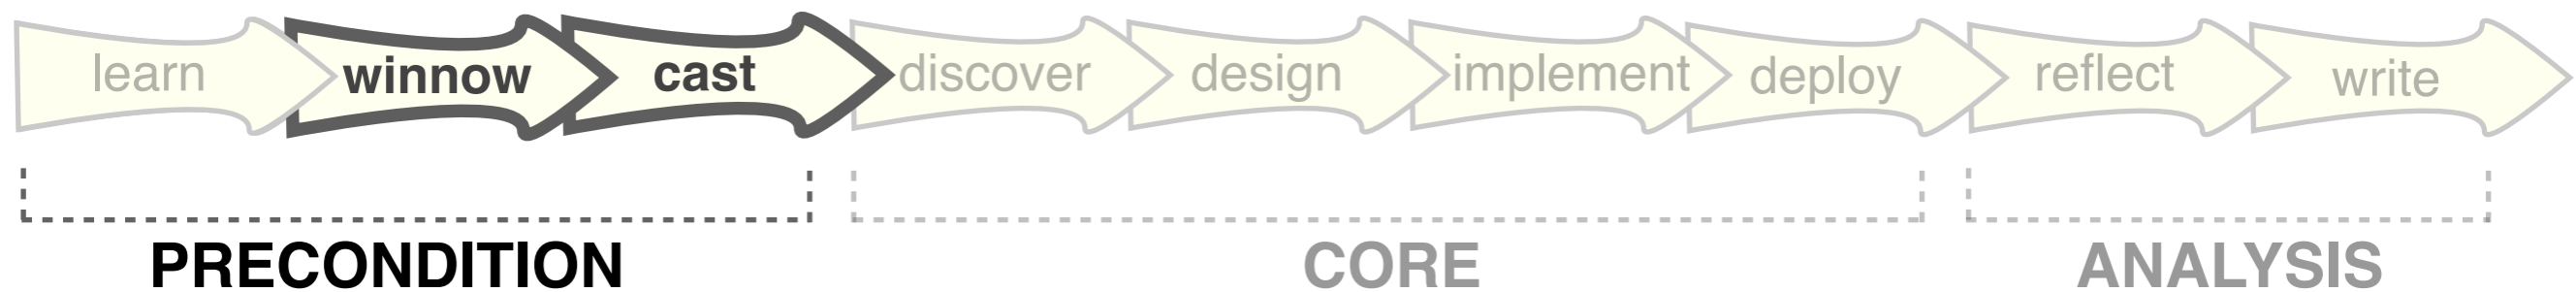 learn winnow cast discover design implement deploy reflect write
PRECONDITION CORE ANALYSIS